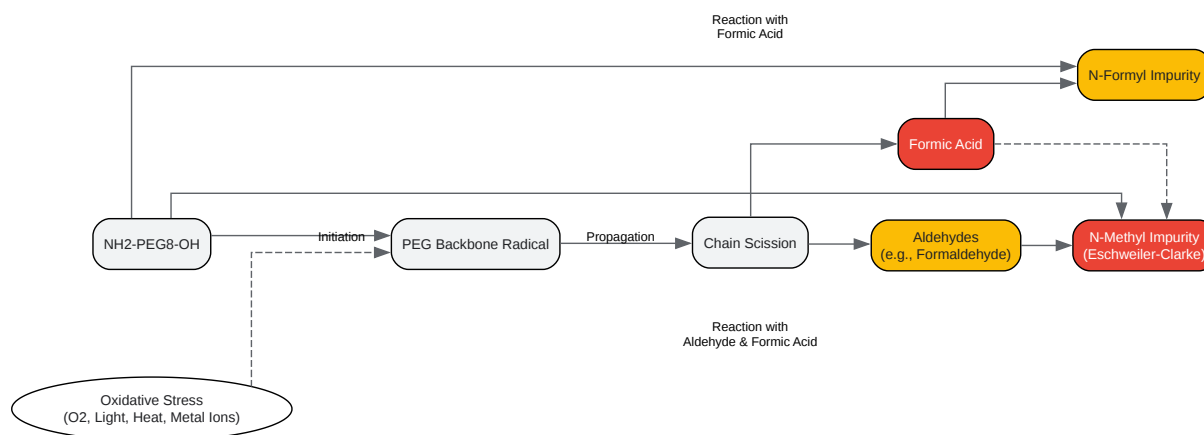 Reaction with
Formic Acid
N-Formyl Impurity
Formic Acid
NH2-PEG8-OH
Initiation
PEG Backbone Radical
Propagation
Chain Scission
Aldehydes
(e.g., Formaldehyde)
N-Methyl Impurity
(Eschweiler-Clarke)
Reaction with
Aldehyde & Formic Acid
Oxidative Stress
(O2, Light, Heat, Metal Ions)